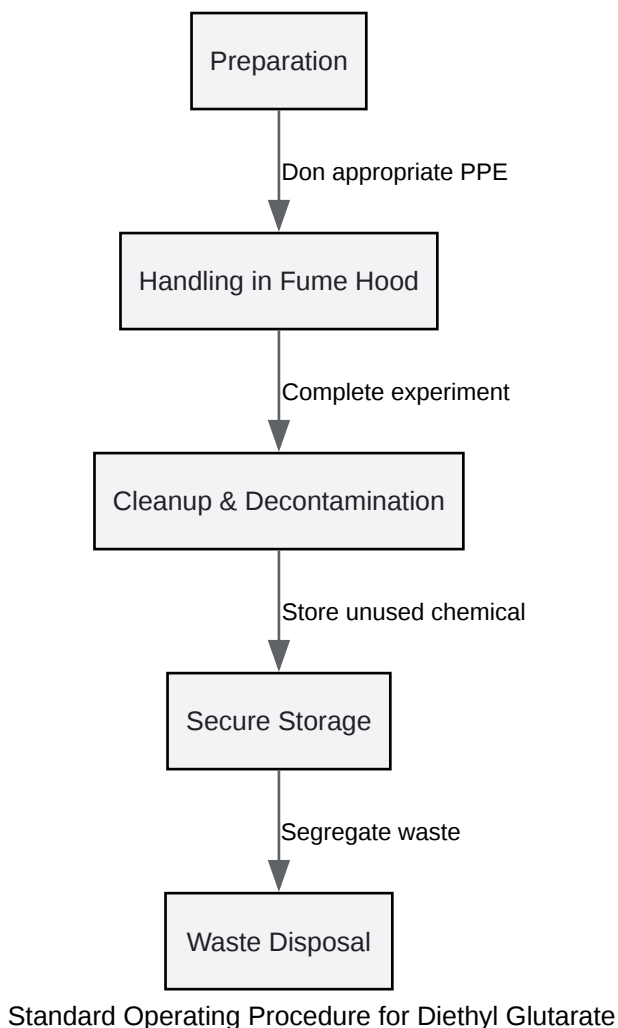 Preparation
Don appropriate PPE
Handling in Fume Hood
Complete experiment
Cleanup & Decontamination
Store unused chemical
Secure Storage
Segregate waste
Waste Disposal
Standard Operating Procedure for Diethyl Glutarate